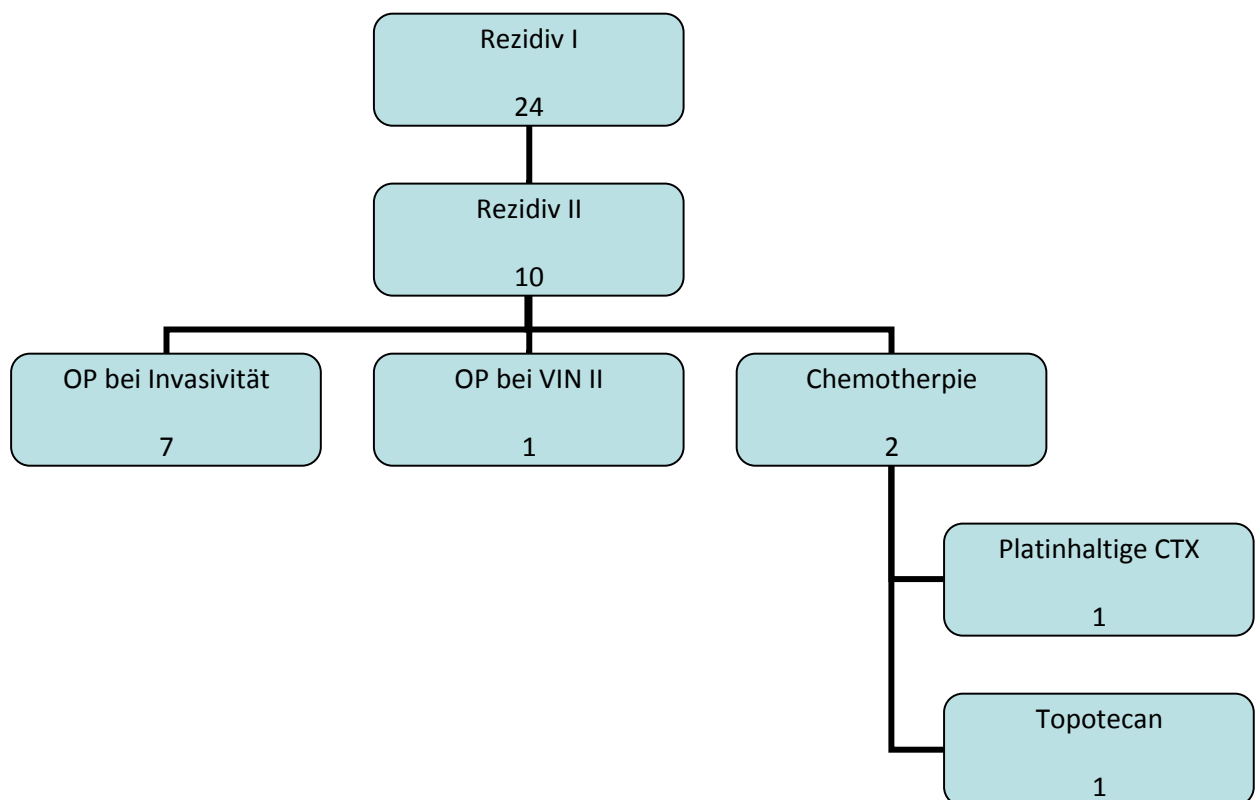 Rezidiv I
24
Rezidiv II
10
OP bei Invasivität
7
OP bei VIN II
1
Chemotherpie
2
Platinhaltige CTX
1
Topotecan
1